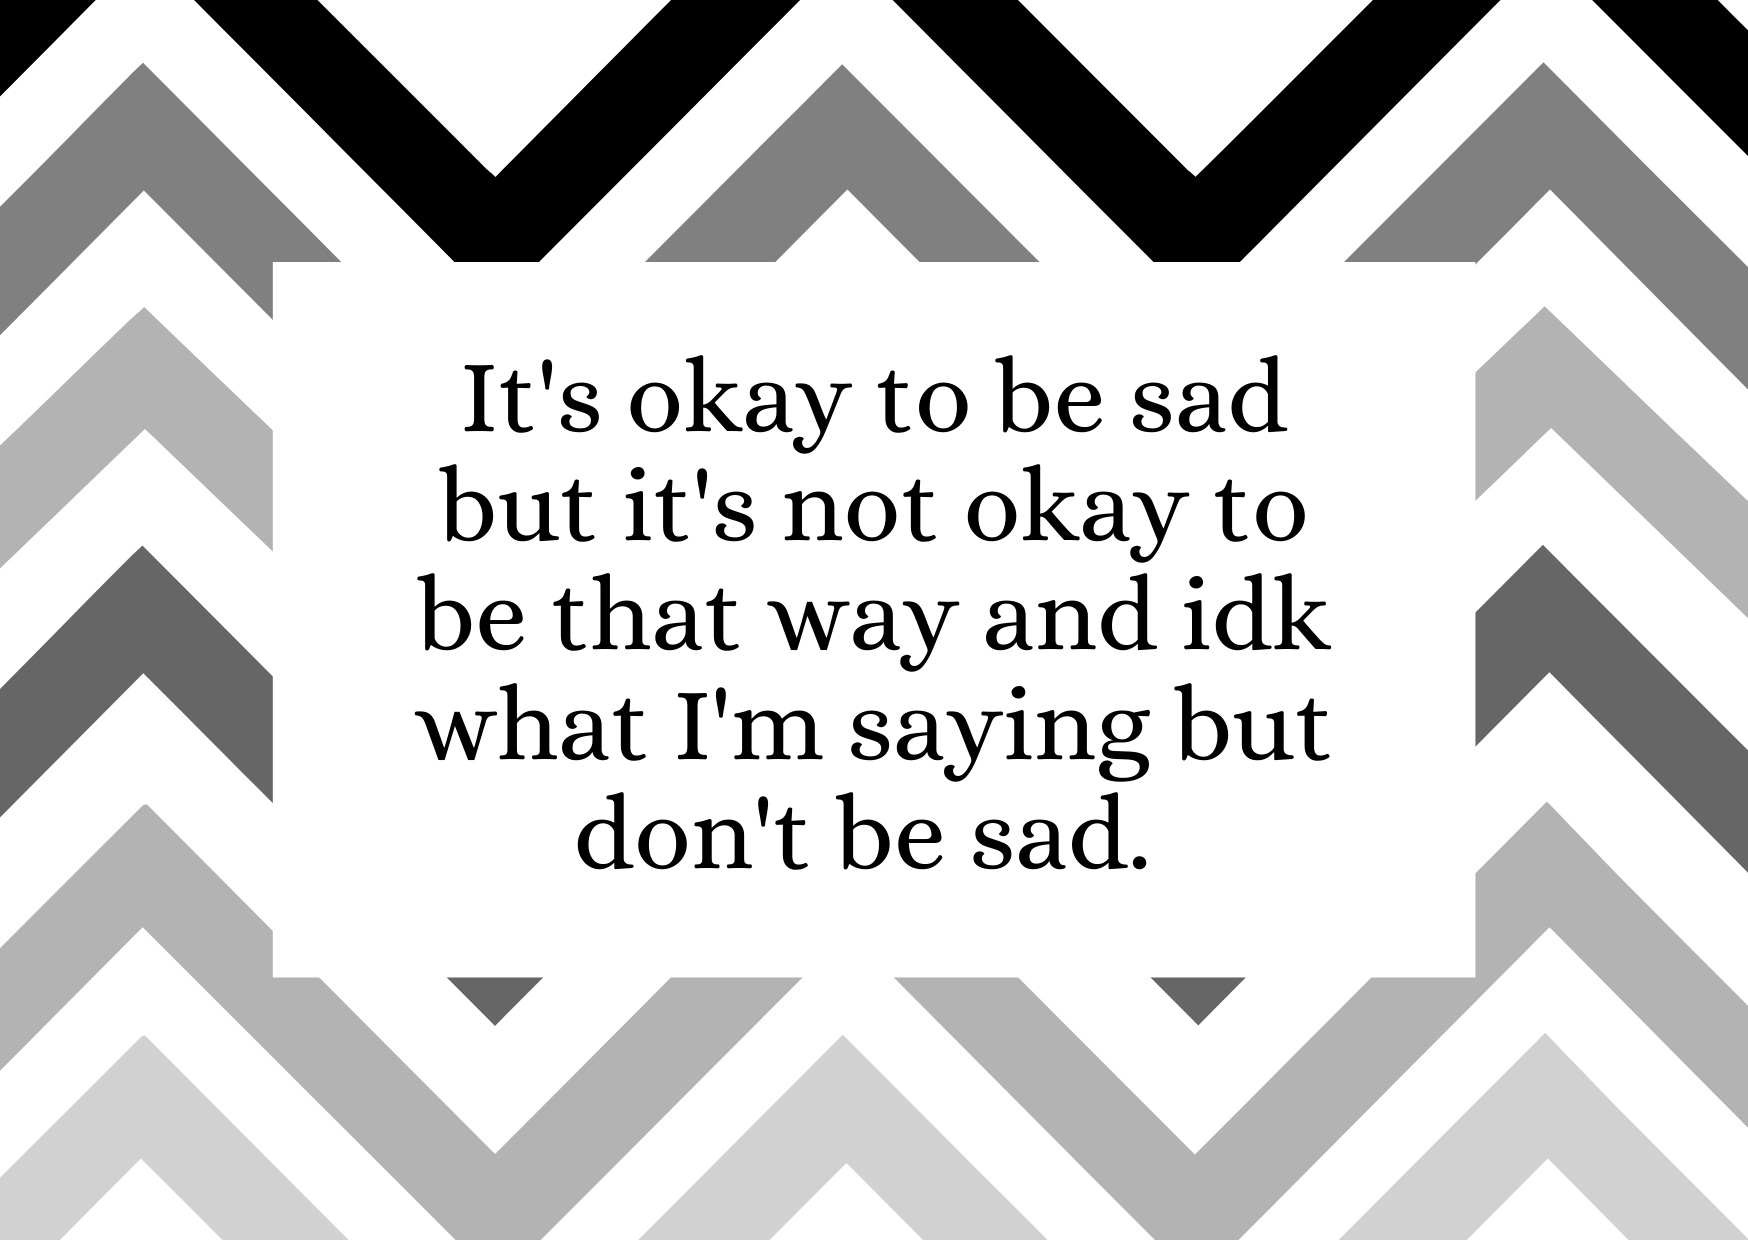 It's okay to be sad
but it's not okay to
be that way and idk
what I'm saying but
don't be sad.